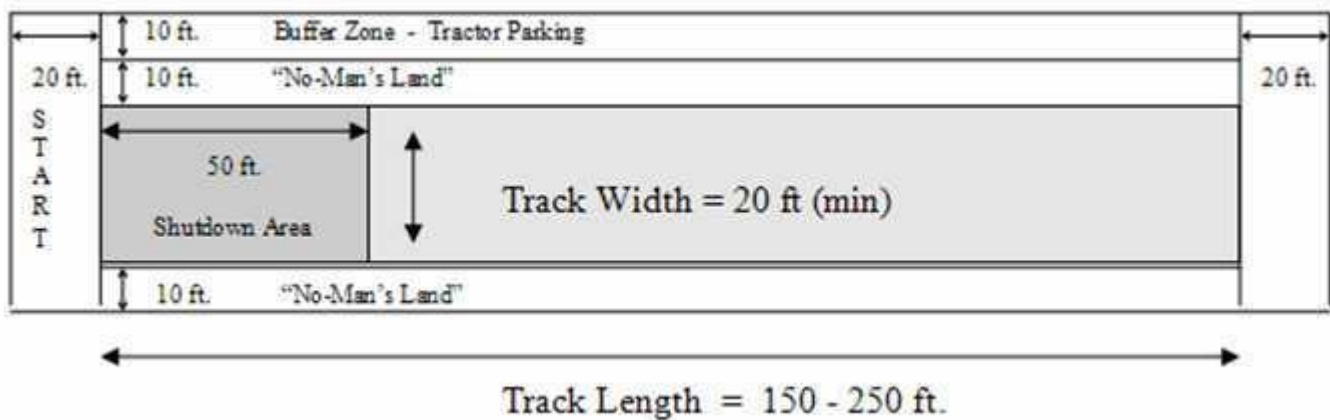 10 ft. Buffer Zone - Tractor Parking
20 ft. 10 ft. “No-Man's Land” 20 ft.
START
50 ft.
Shutdown Area
Track Width = 20 ft (min)
10 ft. “No-Man's Land”
Track Length = 150 - 250 ft.